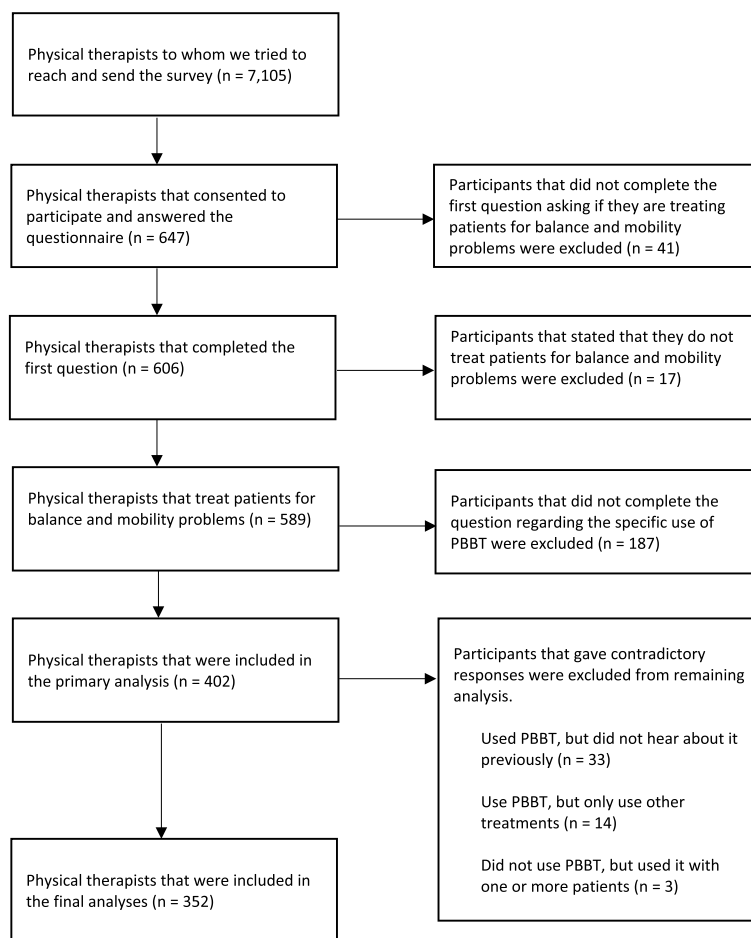 Physical therapists to whom we tried to
reach and send the survey (n = 7,105)
Physical therapists that consented to
participate and answered the
questionnaire (n = 647)
Participants that did not complete the
first question asking if they are treating
patients for balance and mobility
problems were excluded (n = 41)
Physical therapists that completed the
first question (n = 606)
Participants that stated that they do not
treat patients for balance and mobility
problems were excluded (n = 17)
Physical therapists that treat patients for
balance and mobility problems (n = 589)
Participants that did not complete the
question regarding the specific use of
PBBT were excluded (n = 187)
Physical therapists that were included in
the primary analysis (n = 402)
Participants that gave contradictory
responses were excluded from remaining
analysis.
Used PBBT, but did not hear about it
previously (n = 33)
Use PBBT, but only use other
treatments (n = 14)
Did not use PBBT, but used it with
one or more patients (n = 3)
Physical therapists that were included in
the final analyses (n = 352)